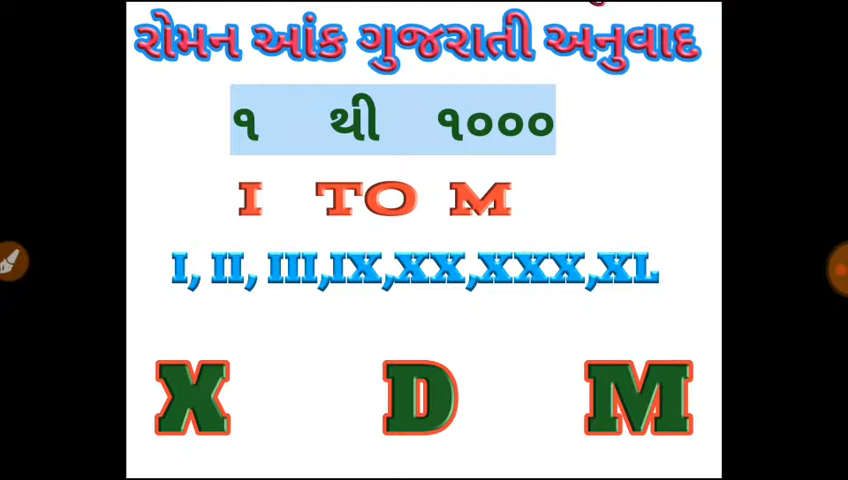 રોમન આંક ગુજરાતી અનુવાદ
૧ થી ૧૦૦૦
I TO M
I, II, III,IX,XX,XXX,XL
X D M